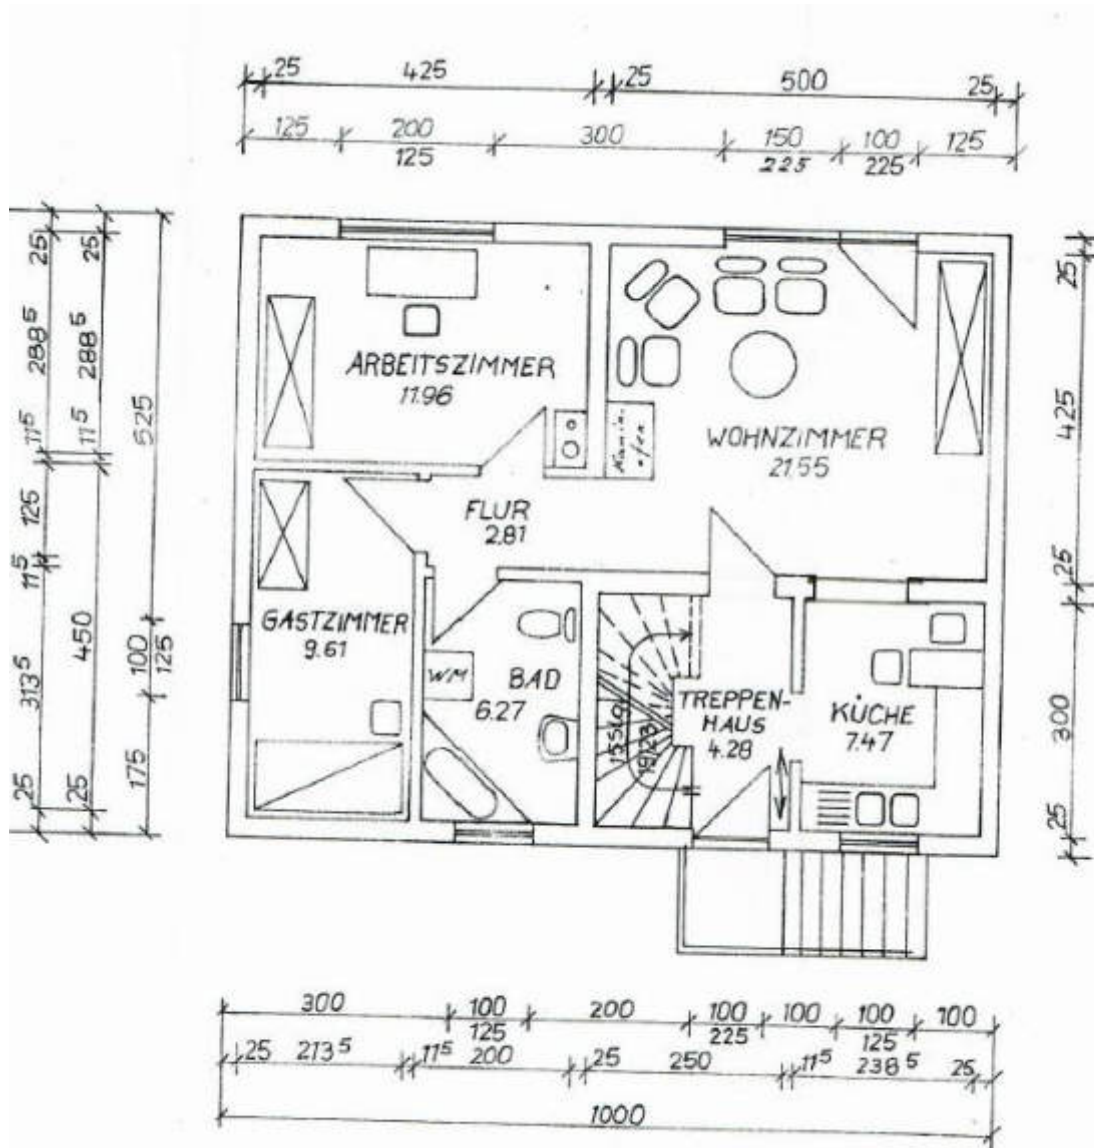 25 425 25 500 25
125 200 300 150 100 125
125 225 225
25 288⁵ 11⁵ 125 11⁵ 313⁵ 25
25 288⁵ 11⁵ 450 25
525 100 175
125
25 425 25 300 25
ARBEITSZIMMER
11.96
Kamin-
ofen
WOHNZIMMER
21.55
FLUR
2.81
GASTZIMMER
9.61
WM
BAD
6.27
TREPPEN-
HAUS
4.28
KÜCHE
7.47
300 100 200 100 100 100 100
125 225 125
25 213⁵ 11⁵ 200 25 250 11⁵ 238⁵ 25
1000